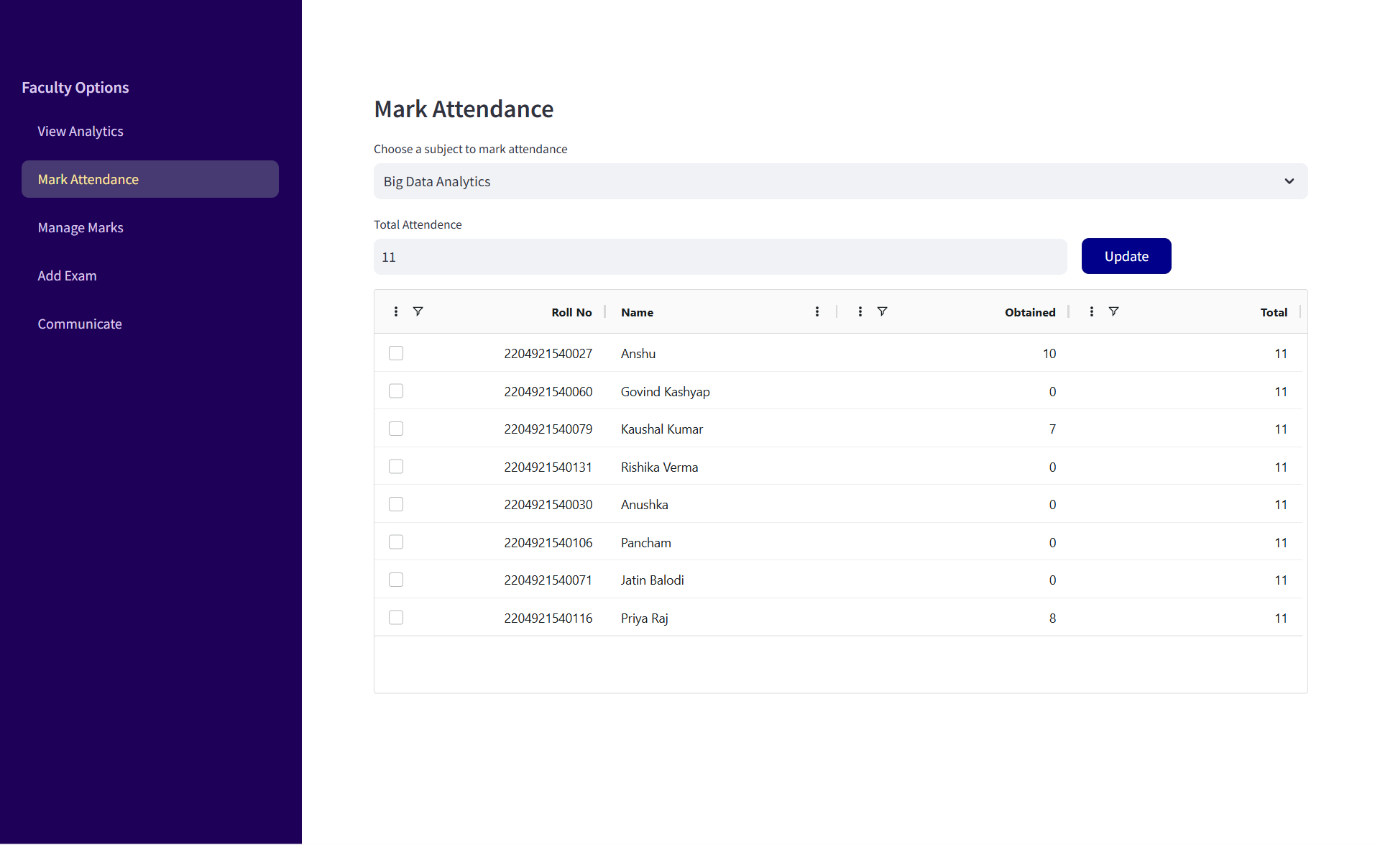 Faculty Options
View Analytics
Mark Attendance
Manage Marks
Add Exam
Communicate
Mark Attendance
Choose a subject to mark attendance
Big Data Analytics
Total Attendence
11 Update
Roll No Name Obtained Total
2204921540027 Anshu 10 11
2204921540060 Govind Kashyap 0 11
2204921540079 Kaushal Kumar 7 11
2204921540131 Rishika Verma 0 11
2204921540030 Anushka 0 11
2204921540106 Pancham 0 11
2204921540071 Jatin Balodi 0 11
2204921540116 Priya Raj 8 11